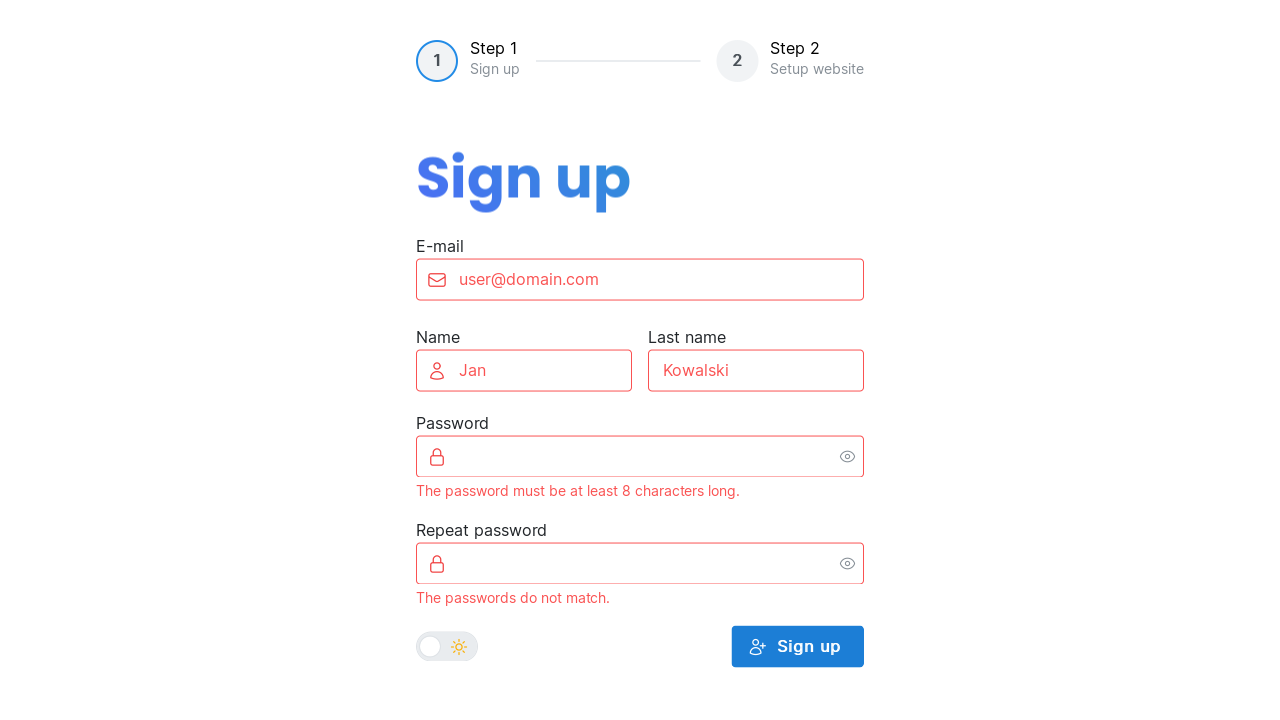 1
Step 1
Sign up
2
Step 2
Setup website
Sign up
E-mail
user@domain.com
Name
Last name
Jan
Kowalski
Password
The password must be at least 8 characters long.
Repeat password
The passwords do not match.
Sign up